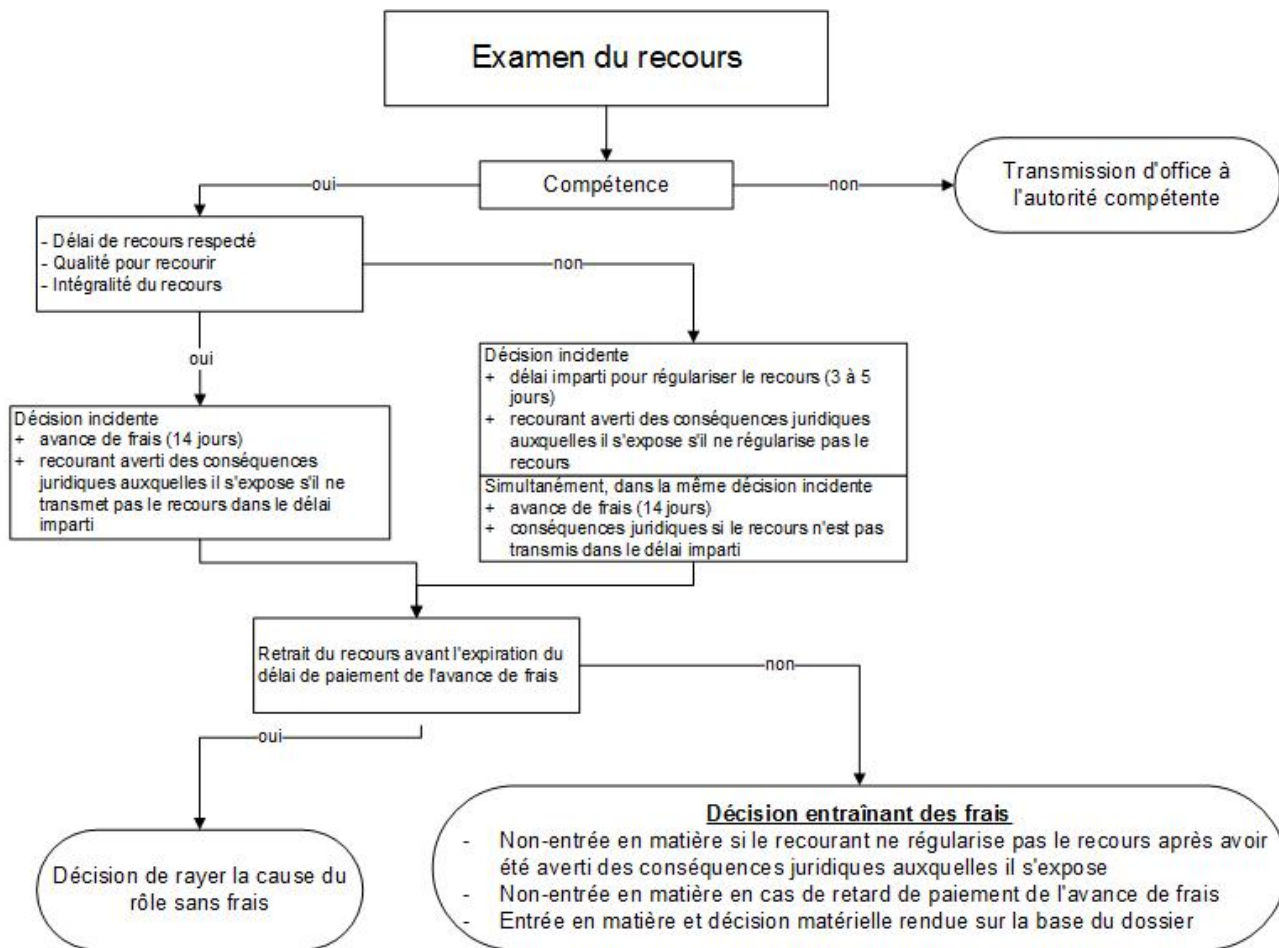 Examen du recours
oui
Compétence
non
Transmission d'office à
l'autorité compétente
- Délai de recours respecté
- Qualité pour recourir
- Intégralité du recours
non
oui
Décision incidente
+ avance de frais (14 jours)
+ recourant averti des conséquences
juridiques auxquelles il s'expose s'il ne
transmet pas le recours dans le délai
imparti
Décision incidente
+ délai imparti pour régulariser le recours (3 à 5
jours)
+ recourant averti des conséquences juridiques
auxquelles il s'expose s'il ne régularise pas le
recours
Simultanément, dans la même décision incidente
+ avance de frais (14 jours)
+ conséquences juridiques si le recours n'est pas
transmis dans le délai imparti
Retrait du recours avant l'expiration du
délai de paiement de l'avance de frais
non
oui
Décision de rayer la cause du
rôle sans frais
Décision entraînant des frais
- Non-entrée en matière si le recourant ne régularise pas le recours après avoir
été averti des conséquences juridiques auxquelles il s'expose
- Non-entrée en matière en cas de retard de paiement de l'avance de frais
- Entrée en matière et décision matérielle rendue sur la base du dossier